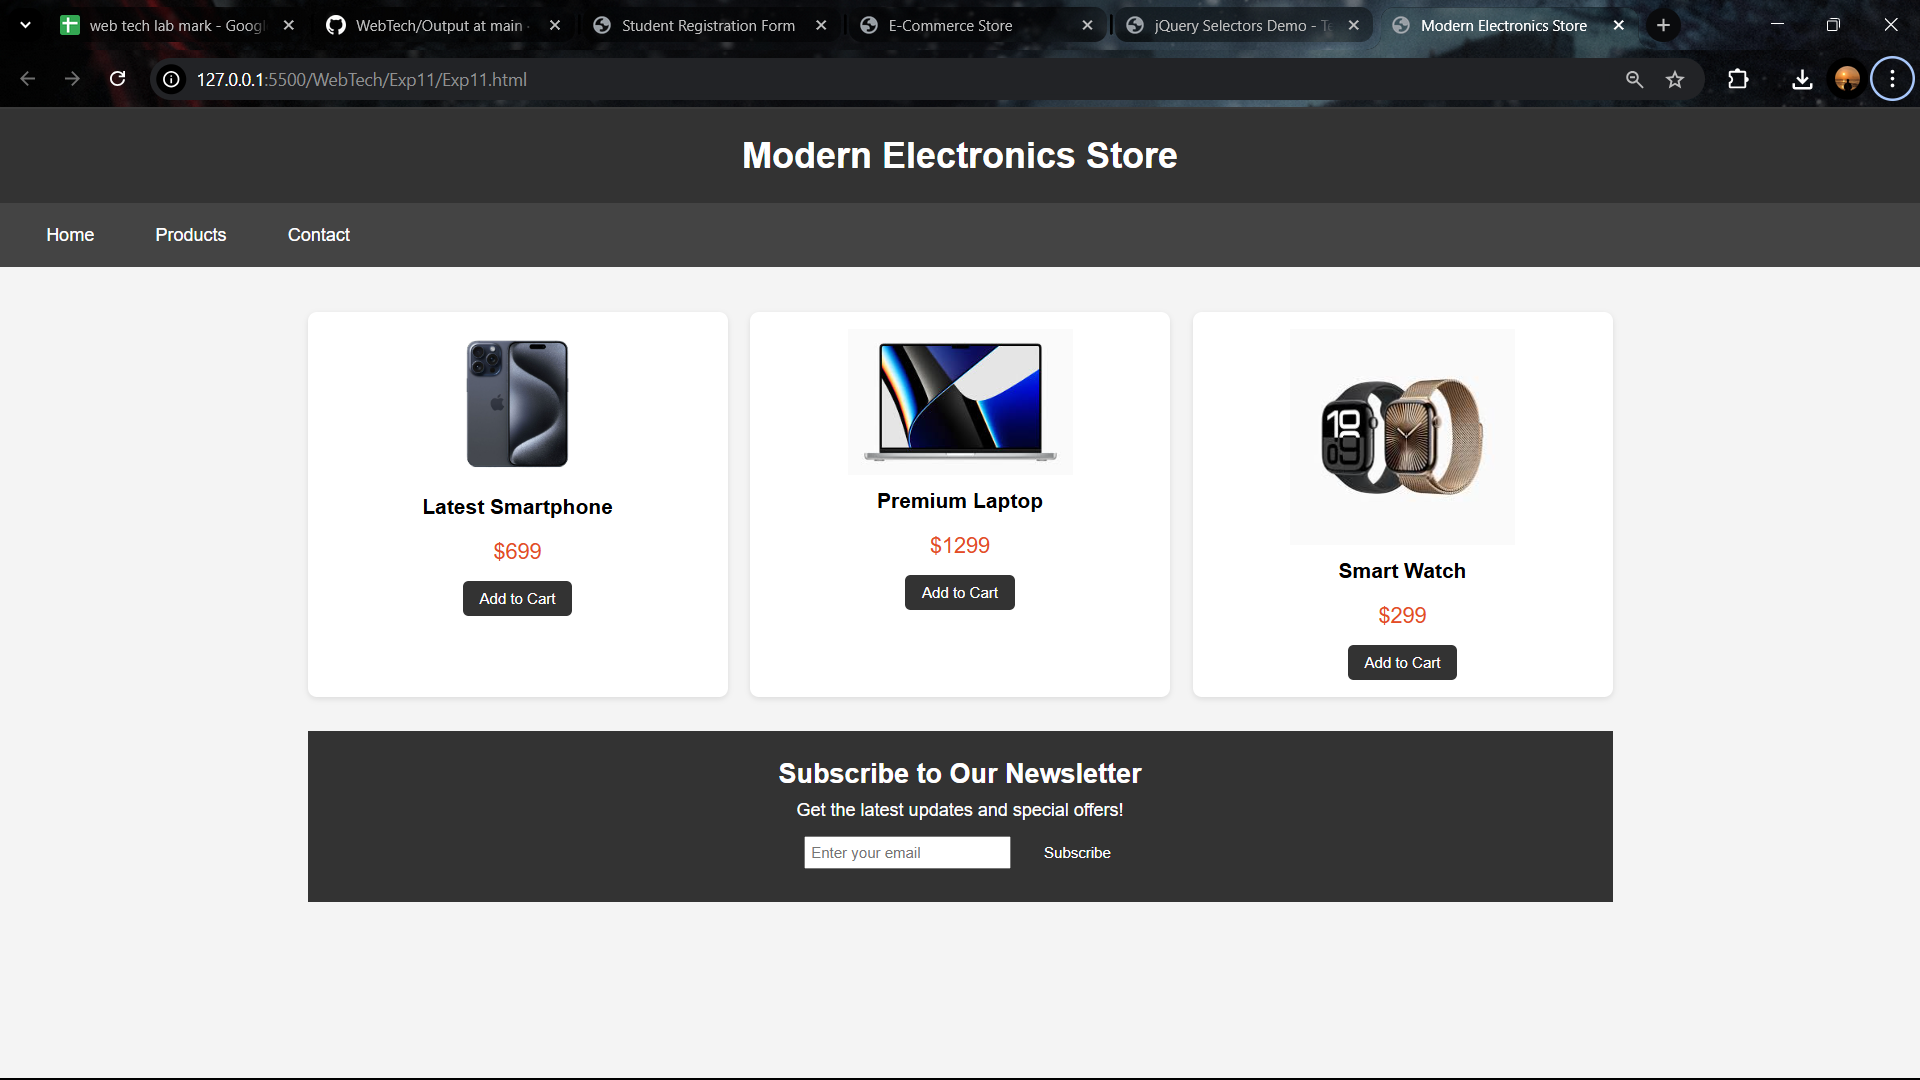 web tech lab mark - Googl
WebTech/Output at main ·
Student Registration Form
E-Commerce Store
jQuery Selectors Demo - Te
Modern Electronics Store
127.0.0.1:5500/WebTech/Exp11/Exp11.html
Modern Electronics Store
Home Products Contact
Latest Smartphone
$699
Add to Cart
Premium Laptop
$1299
Add to Cart
10
09
Smart Watch
$299
Add to Cart
Subscribe to Our Newsletter
Get the latest updates and special offers!
Enter your email Subscribe